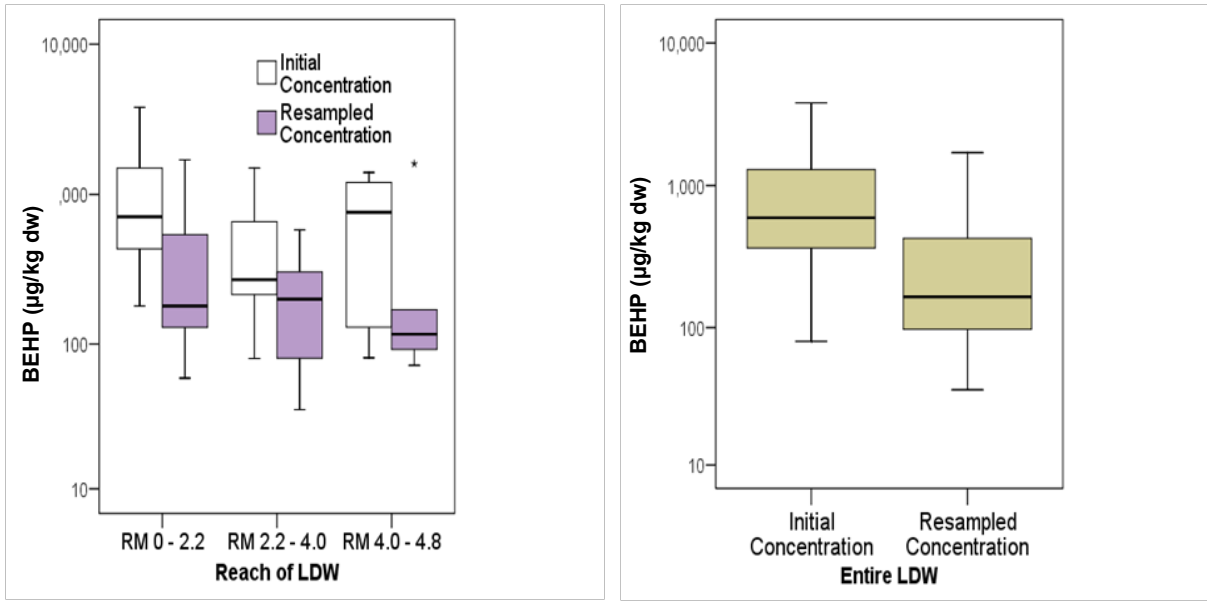 10,000
,000
100
10
BEHP (µg/kg dw)
Initial
Concentration
Resampled
Concentration
*
RM 0 - 2.2 RM 2.2 - 4.0 RM 4.0 - 4.8
Reach of LDW
10,000
1,000
100
10
BEHP (µg/kg dw)
Initial
Concentration
Resampled
Concentration
Entire LDW